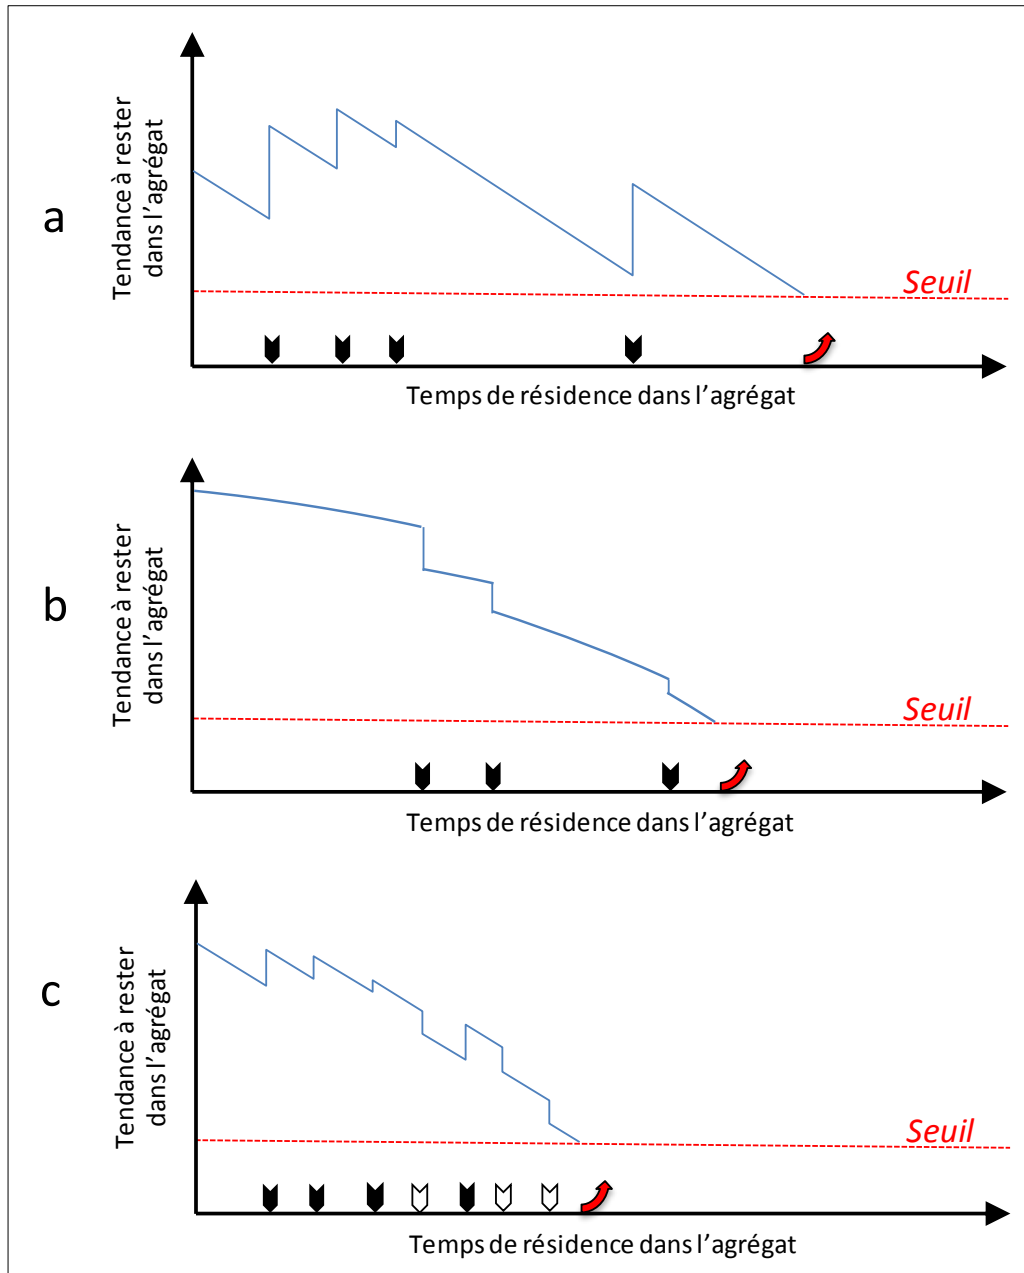 a
Tendance à rester
dans l'agrégat
Seuil
Temps de résidence dans l'agrégat
b
Tendance à rester
dans l'agrégat
Seuil
Temps de résidence dans l'agrégat
c
Tendance à rester
dans l'agrégat
Seuil
Temps de résidence dans l'agrégat